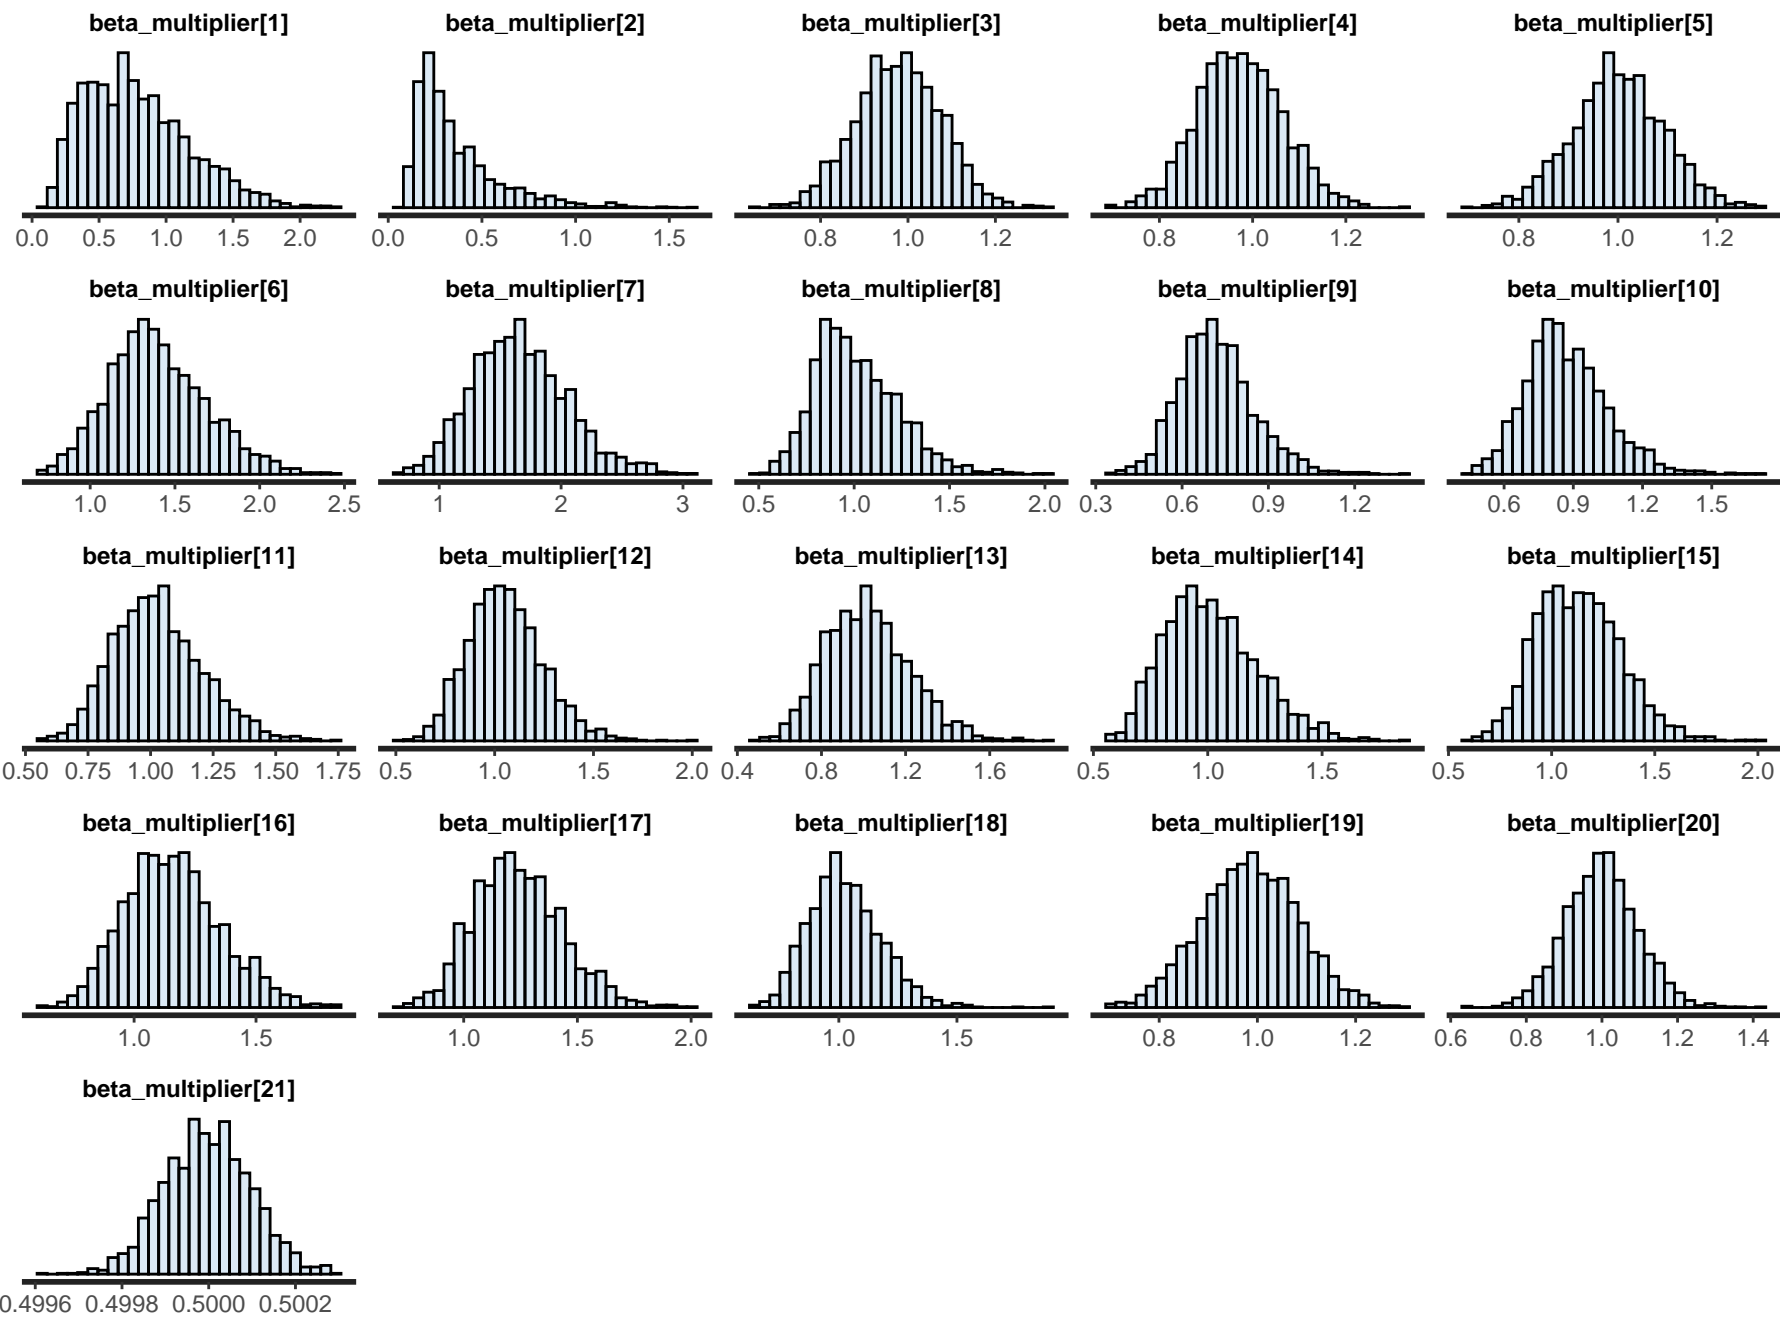 beta_multiplier[1] beta_multiplier[2] beta_multiplier[3] beta_multiplier[4] beta_multiplier[5]
0.0 0.5 1.0 1.5 2.0 0.0 0.5 1.0 1.5 0.8 1.0 1.2 0.8 1.0 1.2 0.8 1.0 1.2
beta_multiplier[6] beta_multiplier[7] beta_multiplier[8] beta_multiplier[9] beta_multiplier[10]
1.0 1.5 2.0 2.5 1 2 3 0.5 1.0 1.5 2.0 0.3 0.6 0.9 1.2 0.6 0.9 1.2 1.5
beta_multiplier[11] beta_multiplier[12] beta_multiplier[13] beta_multiplier[14] beta_multiplier[15]
0.50 0.75 1.00 1.25 1.50 1.75 0.5 1.0 1.5 2.0 0.4 0.8 1.2 1.6 0.5 1.0 1.5 0.5 1.0 1.5 2.0
beta_multiplier[16] beta_multiplier[17] beta_multiplier[18] beta_multiplier[19] beta_multiplier[20]
1.0 1.5 1.0 1.5 2.0 1.0 1.5 0.8 1.0 1.2 0.6 0.8 1.0 1.2 1.4
beta_multiplier[21]
0.4996 0.4998 0.5000 0.5002